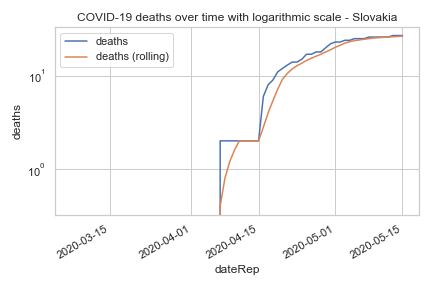 COVID-19 deaths over time with logarithmic scale - Slovakia
deaths
deaths (rolling)
10¹
10⁰
deaths
2020-03-15
2020-04-01
2020-04-15
2020-05-01
2020-05-15
dateRep